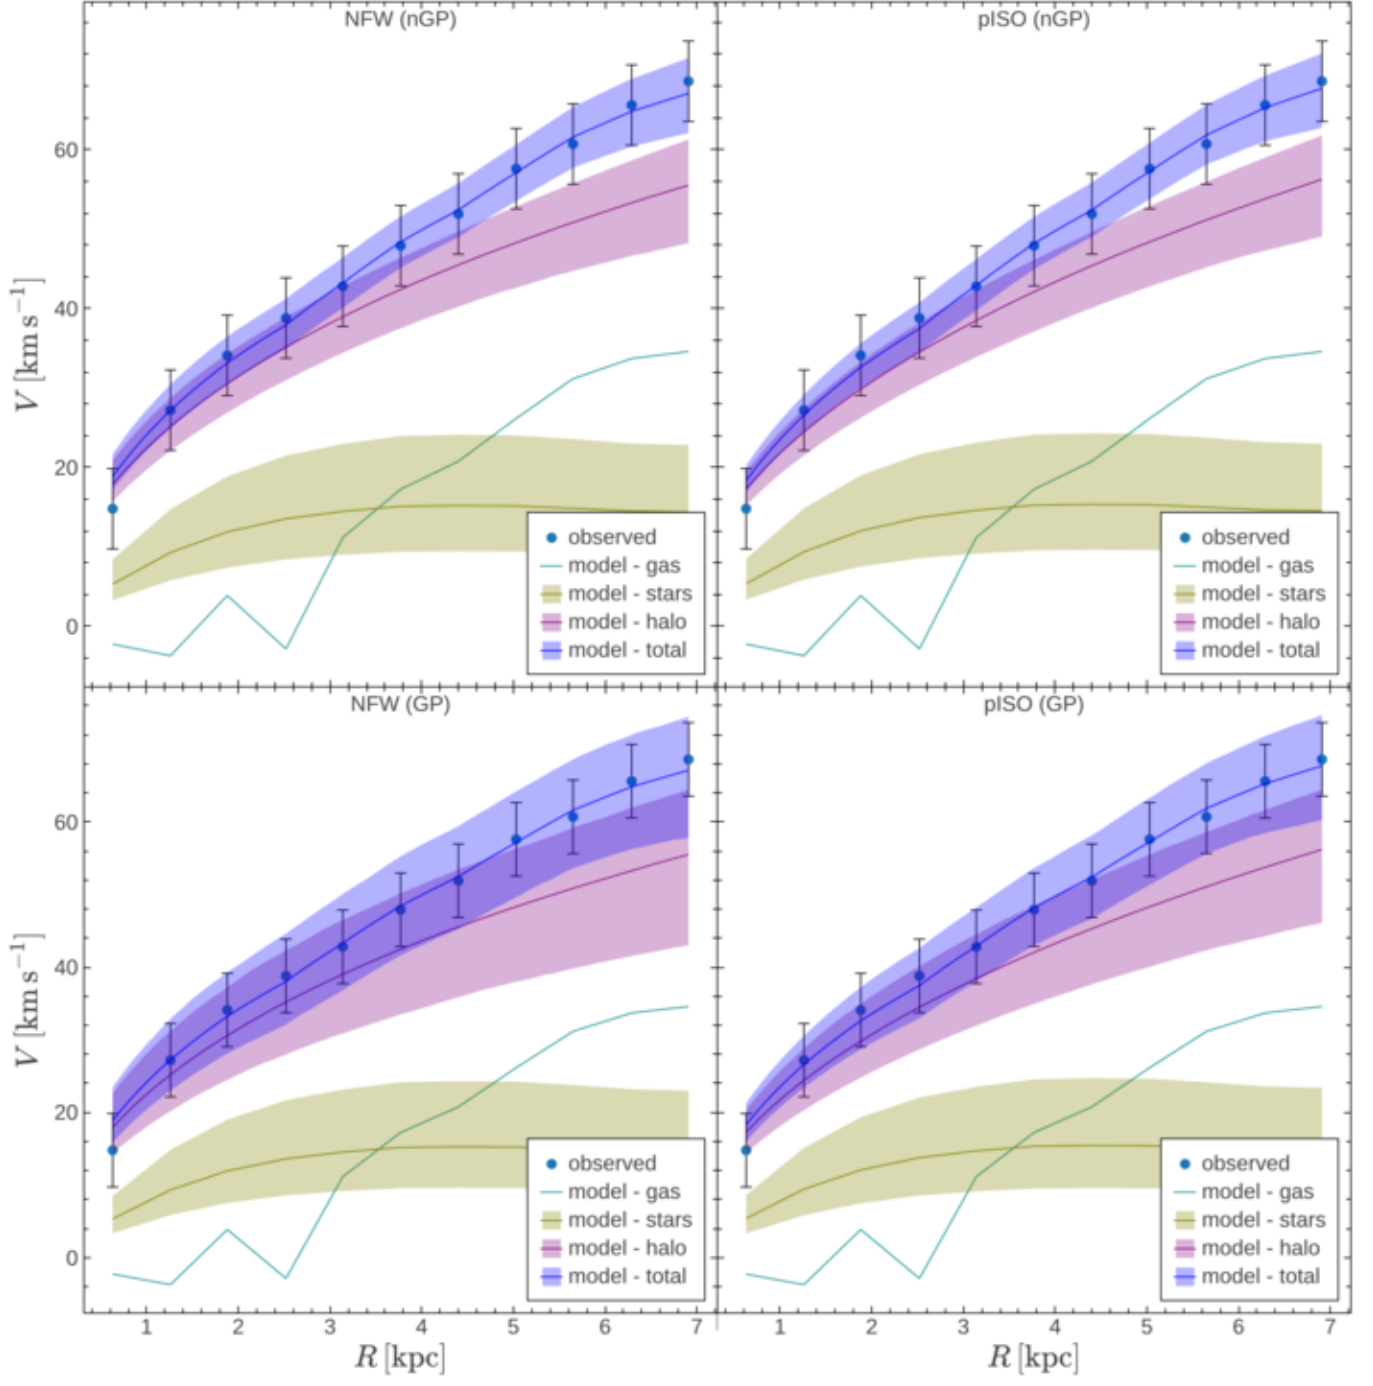 NFW (nGP)
pISO (nGP)
V [km s⁻¹]
60
40
20
0
observed
model - gas
model - stars
model - halo
model - total
observed
model - gas
model - stars
model - halo
model - total
NFW (GP)
pISO (GP)
V [km s⁻¹]
60
40
20
0
observed
model - gas
model - stars
model - halo
model - total
observed
model - gas
model - stars
model - halo
model - total
1 2 3 4 5 6 7
1 2 3 4 5 6 7
R [kpc]
R [kpc]